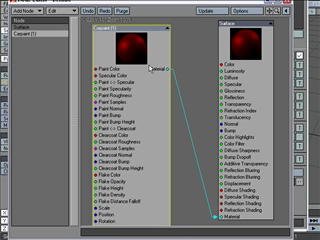 Add Node
Edit
Undo
Redo
Purge
Update
Options
Node
Surface
Carpaint (1)
Carpaint (1)
Material
Paint Color
Specular Color
Paint <-> Specular
Paint Specularity
Paint Roughness
Paint Samples
Paint Normal
Paint Bump
Paint Bump Height
Paint <-> Clearcoat
Clearcoat Color
Clearcoat Roughness
Clearcoat Samples
Clearcoat Normal
Clearcoat Bump
Clearcoat Bump Height
Flake Color
Flake Opacity
Flake Height
Flake Density
Flake Distance Falloff
Scale
Position
Rotation
Surface
Color
Luminosity
Diffuse
Specular
Glossiness
Reflection
Transparency
Refraction Index
Translucency
Normal
Bump
Color Highlights
Color Filter
Diffuse Sharpness
Bump Dropoff
Additive Transparency
Reflection Blurring
Refraction Blurring
Displacement
Diffuse Shading
Specular Shading
Reflection Shading
Refraction Shading
Material